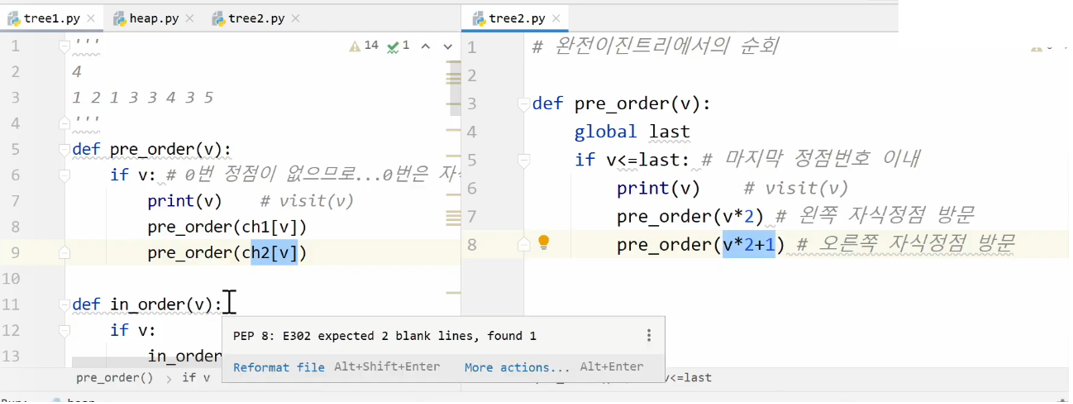 tree1.py
heap.py
tree2.py
tree2.py
14
1
1 '''
2 4
3 1 2 1 3 3 4 3 5
4 '''
5 def pre_order(v):
6 if v: # 0번 정점이 없으므로...0번은
7 print(v) # visit(v)
8 pre_order(ch1[v])
9 pre_order(ch2[v])
10
11 def in_order(v):
12 if v:
13 in_order
pre_order() > if v
1 # 완전이진트리에서의 순회
2
3 def pre_order(v):
4 global last
5 if v<=last: # 마지막 정점번호 이내
6 print(v) # visit(v)
7 pre_order(v*2) # 왼쪽 자식정점 방문
8 pre_order(v*2+1) # 오른쪽 자식정점 방문
PEP 8: E302 expected 2 blank lines, found 1
Reformat file Alt+Shift+Enter More actions... Alt+Enter
v<=last